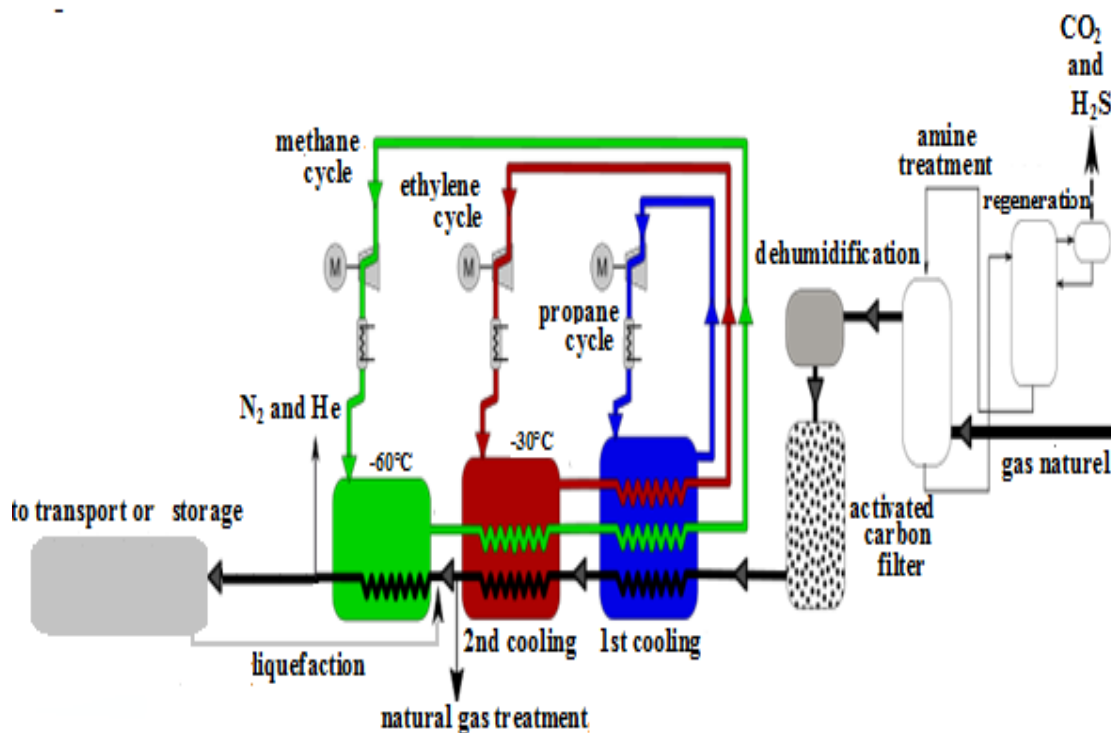 CO2
and
H2S
amine
treatment
regeneration
methane
cycle
ethylene
cycle
dehumidification
M
M
M
propane
cycle
N2 and He
-60°C
-30°C
gas naturel
to transport or storage
activated
carbon
filter
2nd cooling
1st cooling
liquefaction
natural gas treatment